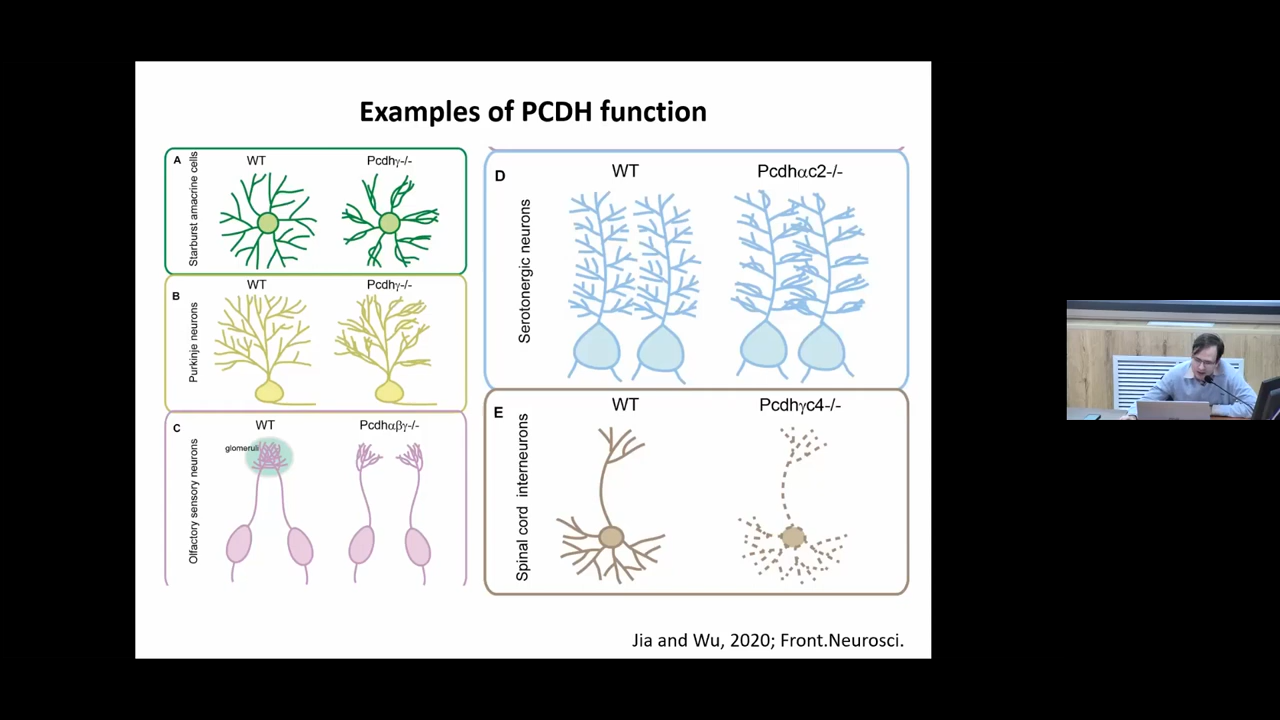 Examples of PCDH function
A
Starburst amacrine cells
WT
Pcdhγ-/-
B
Purkinje neurons
WT
Pcdhγ-/-
C
Olfactory sensory neurons
WT
Pcdhαβγ-/-
glomeruli
D
Serotonergic neurons
WT
Pcdhαc2-/-
E
Spinal cord interneurons
WT
Pcdhγc4-/-
Jia and Wu, 2020; Front.Neurosci.